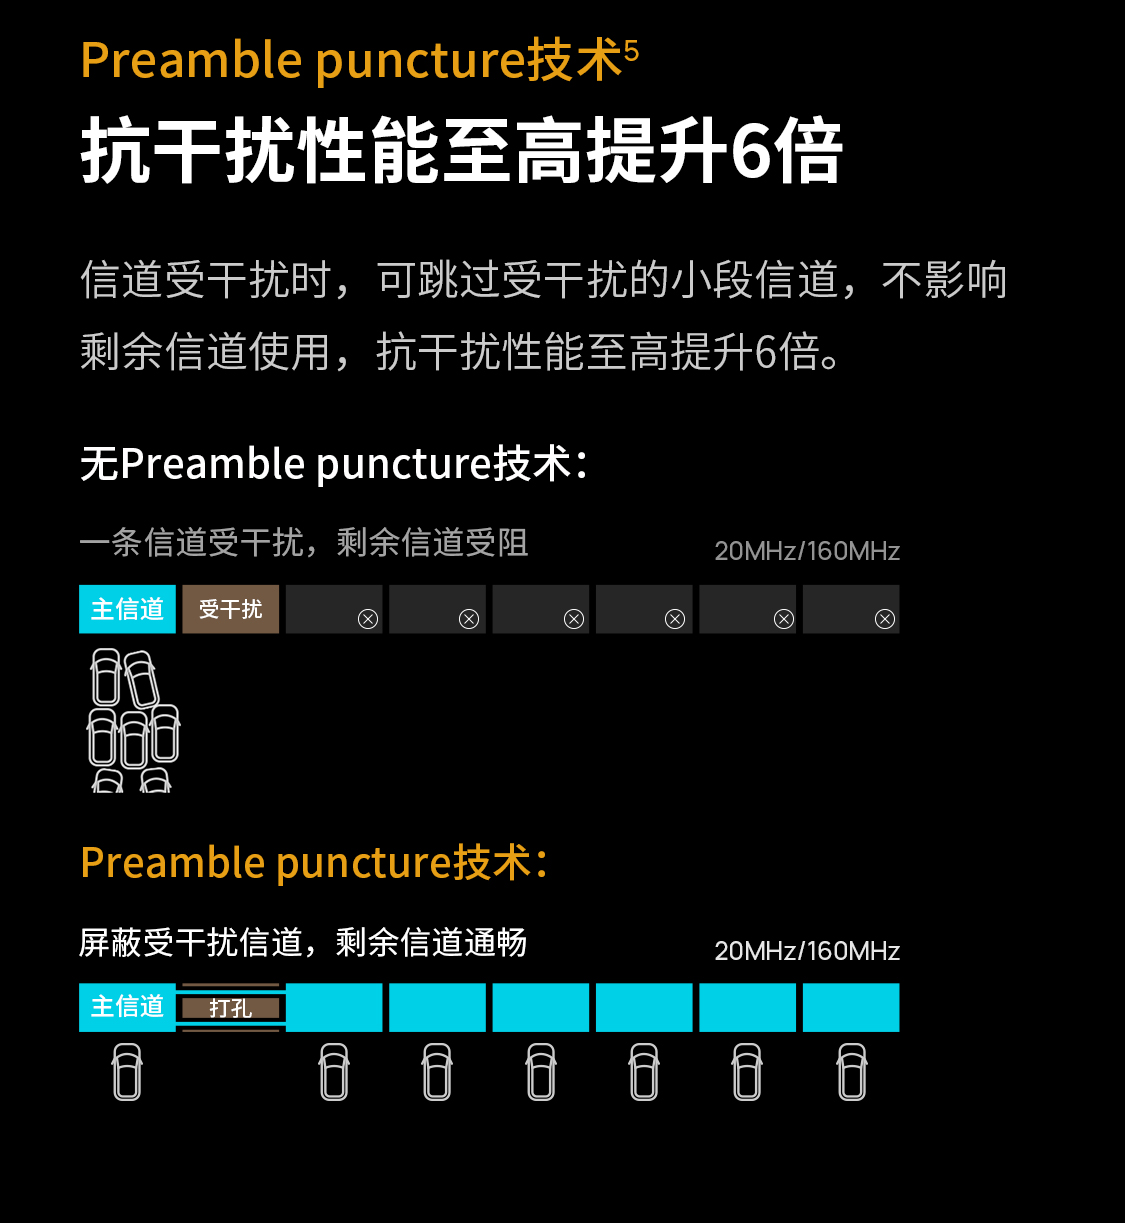 Preamble puncture技术5
抗干扰性能至高提升6倍
信道受干扰时，可跳过受干扰的小段信道，不影响
剩余信道使用，抗干扰性能至高提升6倍。
无Preamble puncture技术：
一条信道受干扰，剩余信道受阻
20MHz/160MHz
主信道
受干扰
Preamble puncture技术：
屏蔽受干扰信道，剩余信道通畅
20MHz/160MHz
主信道
打孔